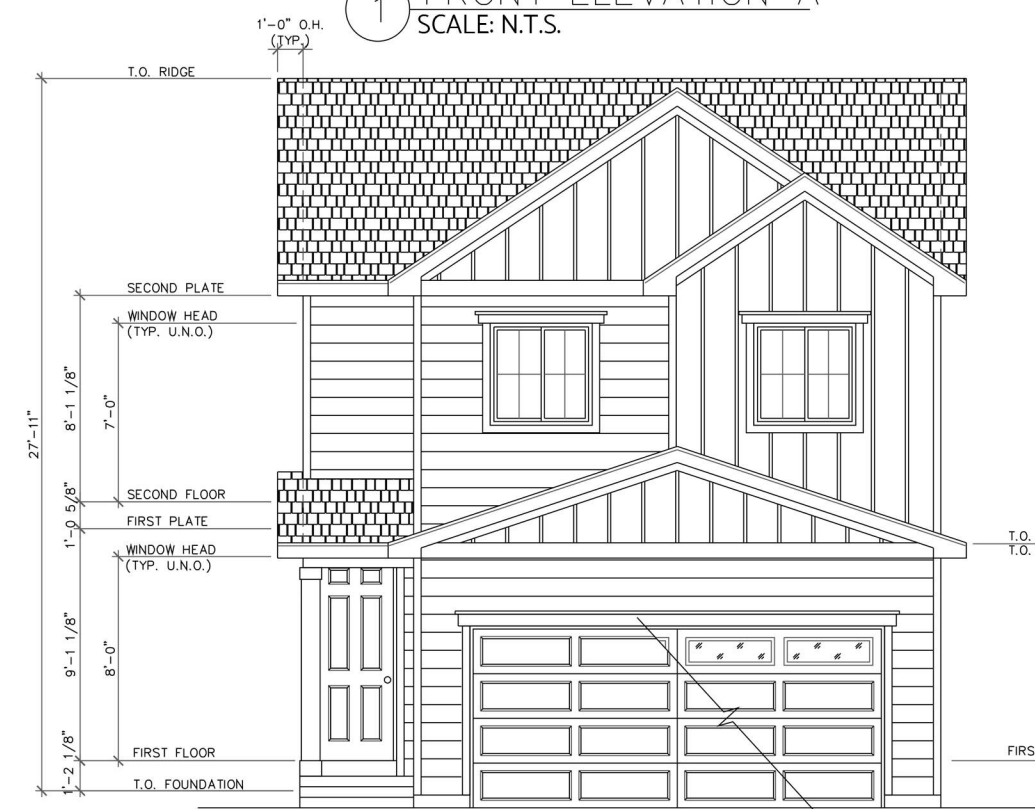 1 FRONT ELEVATION A
SCALE: N.T.S.
1'-0" O.H.
(TYP.)
T.O. RIDGE
SECOND PLATE
WINDOW HEAD
(TYP. U.N.O.)
8'-1 1/8"
7'-0"
27'-11"
SECOND FLOOR
1'-0 5/8"
FIRST PLATE
WINDOW HEAD
(TYP. U.N.O.)
T.O.
T.O.
9'-1 1/8"
8'-0"
FIRST FLOOR
FIRS
1'-2 1/8"
T.O. FOUNDATION